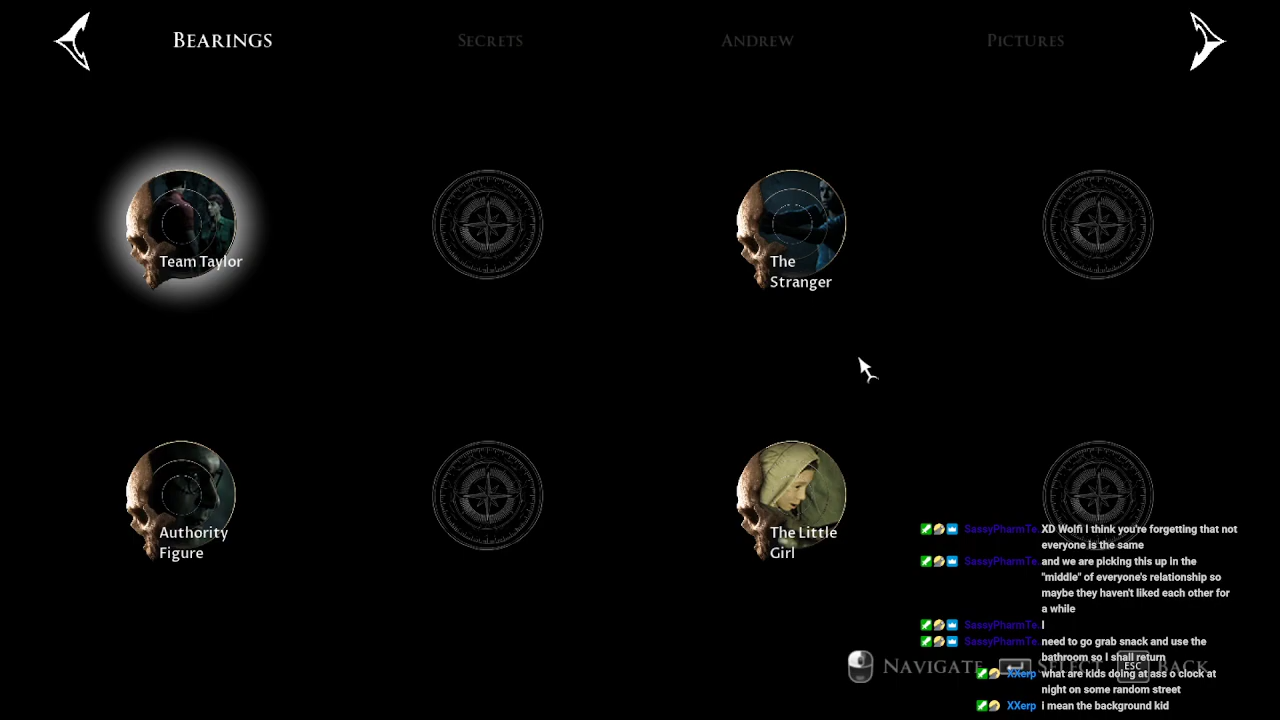 BEARINGS
SECRETS
ANDREW
PICTURES
Team Taylor
The
Stranger
Authority
Figure
The Little
Girl
SassyPharmTe. XD Wolfi I think you're forgetting that not
everyone is the same
SassyPharmTe. and we are picking this up in the
"middle" of everyone's relationship so
maybe they haven't liked each other for
a while
SassyPharmTe. I
SassyPharmTe. need to go grab snack and use the
bathroom so I shall return
XXerp what are kids doing at ass o clock at
night on some random street
XXerp i mean the background kid
NAVIGATE SELECT ESC BACK